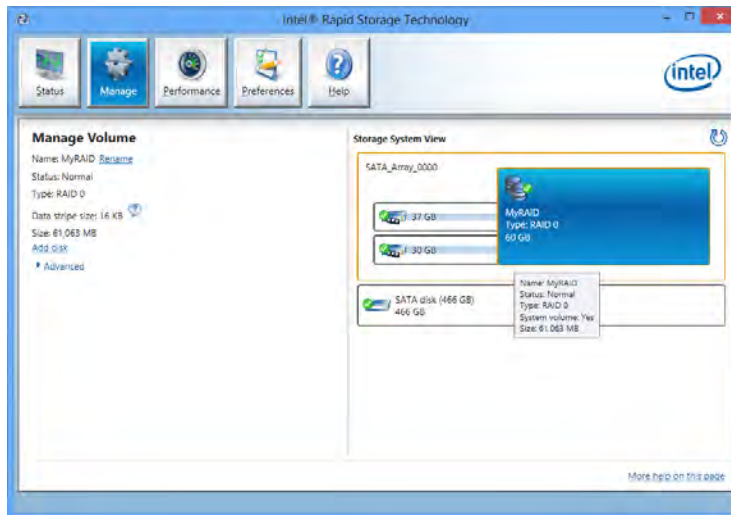 Intel® Rapid Storage Technology
Status
Manage
Performance
Preferences
Help
intel
Manage Volume
Name: MyRAID Rename
Status: Normal
Type: RAID 0
Data stripe size: 16 KB
Size: 61,063 MB
Add disk
Advanced
Storage System View
SATA_Array_0000
37 GB
30 GB
MyRAID
Type: RAID 0
60 GB
SATA disk (466 GB)
466 GB
Name: MyRAID
Status: Normal
Type: RAID 0
System volume: Yes
Size: 61,063 MB
More help on this page